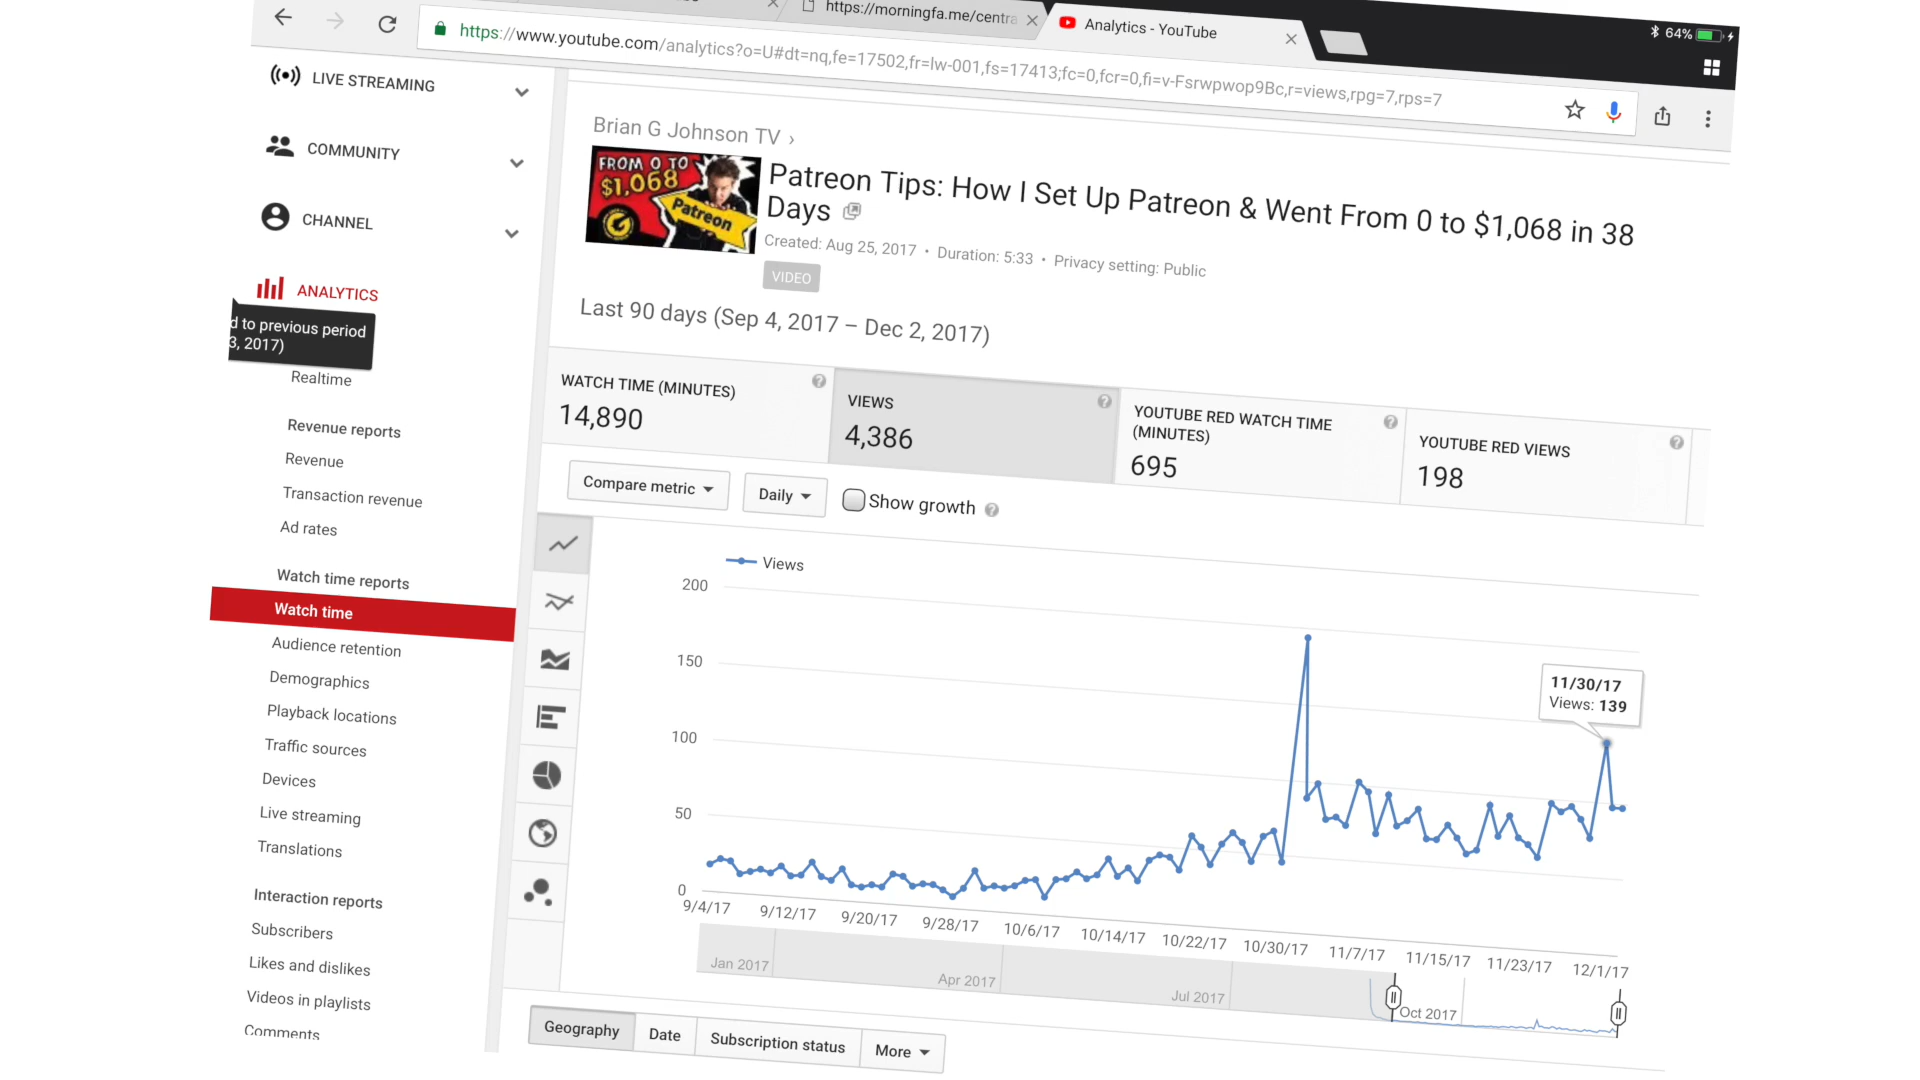 https://morningfa.me/centra
Analytics - YouTube
64%
https://www.youtube.com/analytics?o=U#dt=nq,fe=17502,fr=lw-001,fs=17413;fc=0,fcr=0,fi=v-Fsrwpwop9Bc,r=views,rpg=7,rps=7
LIVE STREAMING
COMMUNITY
CHANNEL
ANALYTICS
d to previous period
3, 2017)
Realtime
Revenue reports
Revenue
Transaction revenue
Ad rates
Watch time reports
Watch time
Audience retention
Demographics
Playback locations
Traffic sources
Devices
Live streaming
Translations
Interaction reports
Subscribers
Likes and dislikes
Videos in playlists
Comments
Brian G Johnson TV ›
FROM 0 TO
$1,068
Patreon
Patreon Tips: How I Set Up Patreon & Went From 0 to $1,068 in 38
Days
Created: Aug 25, 2017 • Duration: 5:33 • Privacy setting: Public
VIDEO
Last 90 days (Sep 4, 2017 – Dec 2, 2017)
WATCH TIME (MINUTES)
14,890
VIEWS
4,386
YOUTUBE RED WATCH TIME
(MINUTES)
695
YOUTUBE RED VIEWS
198
Compare metric
Daily
Show growth
Views
200
150
100
50
0
11/30/17
Views: 139
9/4/17 9/12/17 9/20/17 9/28/17 10/6/17 10/14/17 10/22/17 10/30/17 11/7/17 11/15/17 11/23/17 12/1/17
Jan 2017 Apr 2017 Jul 2017 Oct 2017
Geography Date Subscription status More